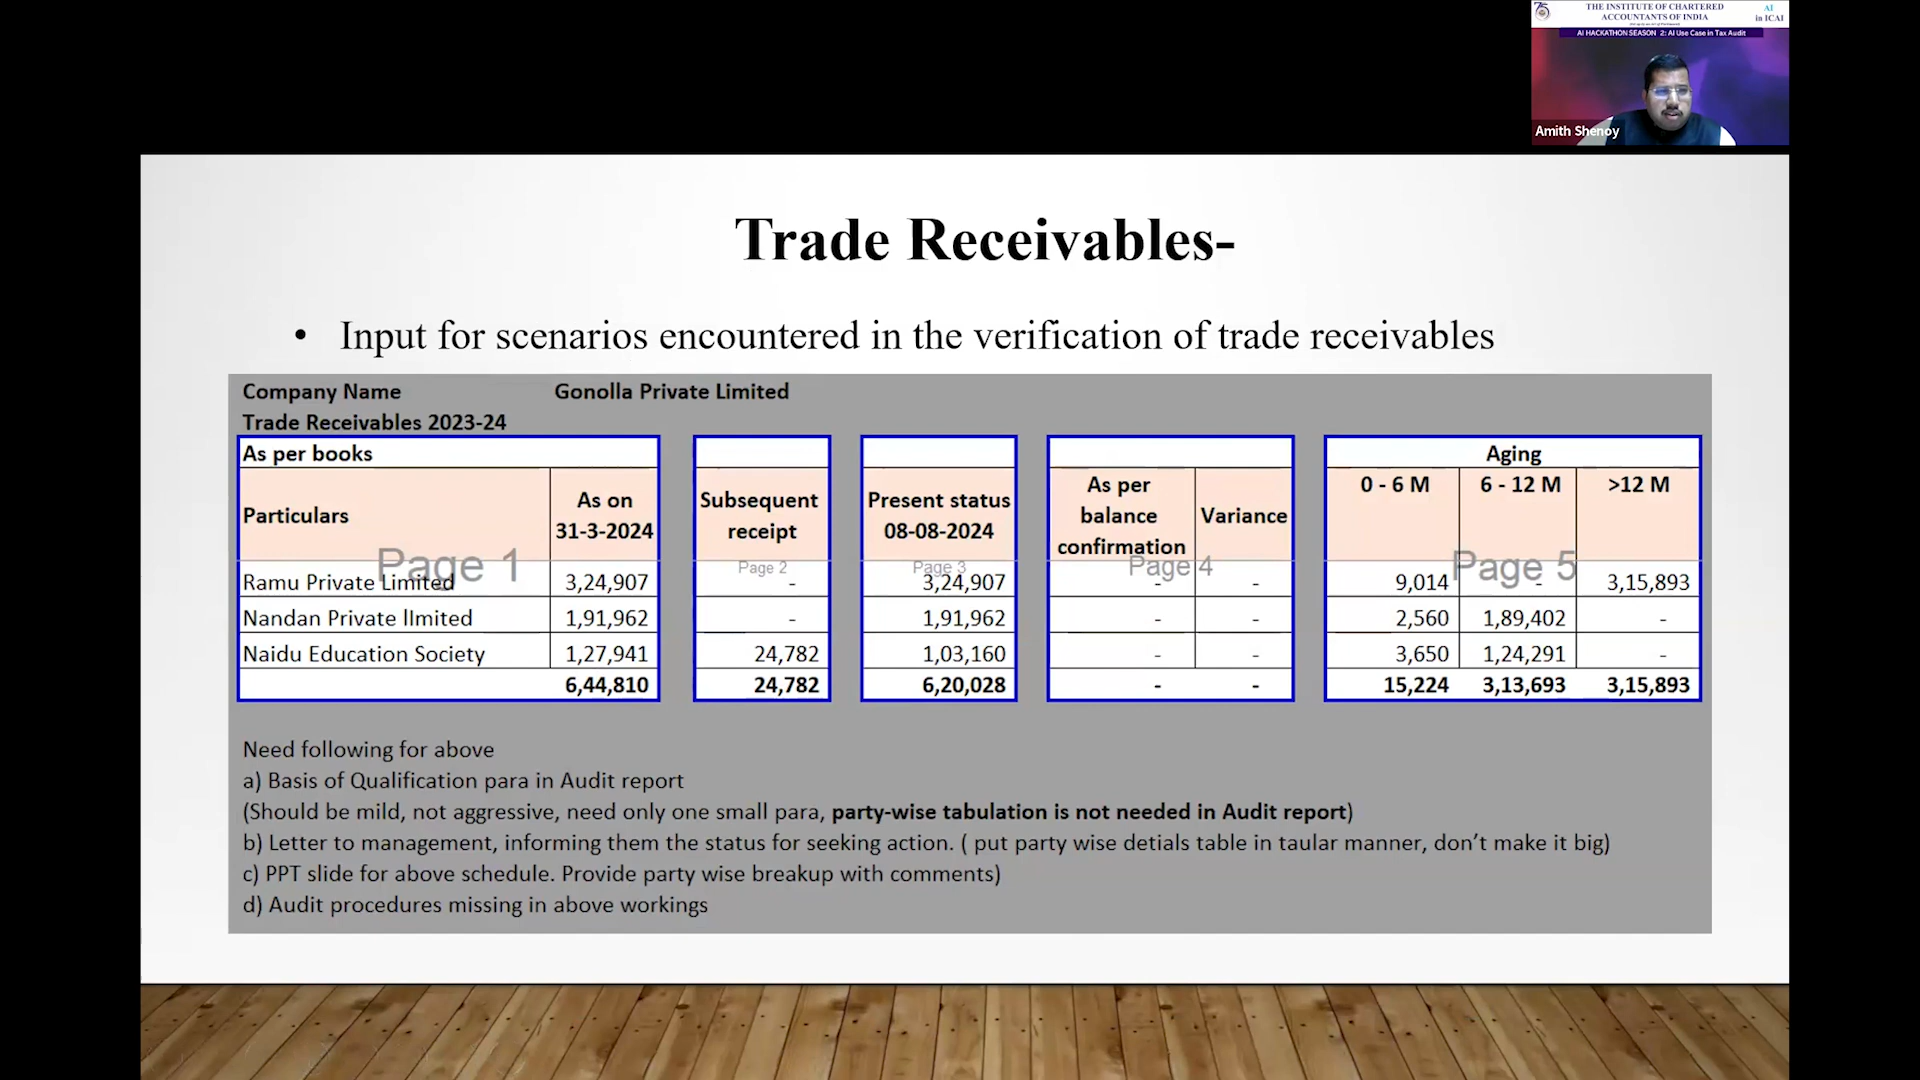 THE INSTITUTE OF CHARTERED
ACCOUNTANTS OF INDIA
AI
in ICAI
AI HACKATHON SEASON 2: AI Use Case in Tax Audit
Amith Shenoy
Trade Receivables-
• Input for scenarios encountered in the verification of trade receivables
Company Name Gonolla Private Limited
Trade Receivables 2023-24
As per books Aging
Particulars As on 31-3-2024 Subsequent receipt Present status 08-08-2024 As per balance confirmation Variance 0 - 6 M 6 - 12 M >12 M
Page 1 Page 2 Page 3 Page 4 Page 5
Ramu Private Limited 3,24,907 - 3,24,907 - - 9,014 - 3,15,893
Nandan Private lImited 1,91,962 - 1,91,962 - - 2,560 1,89,402 -
Naidu Education Society 1,27,941 24,782 1,03,160 - - 3,650 1,24,291 -
6,44,810 24,782 6,20,028 - - 15,224 3,13,693 3,15,893
Need following for above
a) Basis of Qualification para in Audit report
(Should be mild, not aggressive, need only one small para, party-wise tabulation is not needed in Audit report)
b) Letter to management, informing them the status for seeking action. ( put party wise detials table in taular manner, don't make it big)
c) PPT slide for above schedule. Provide party wise breakup with comments)
d) Audit procedures missing in above workings